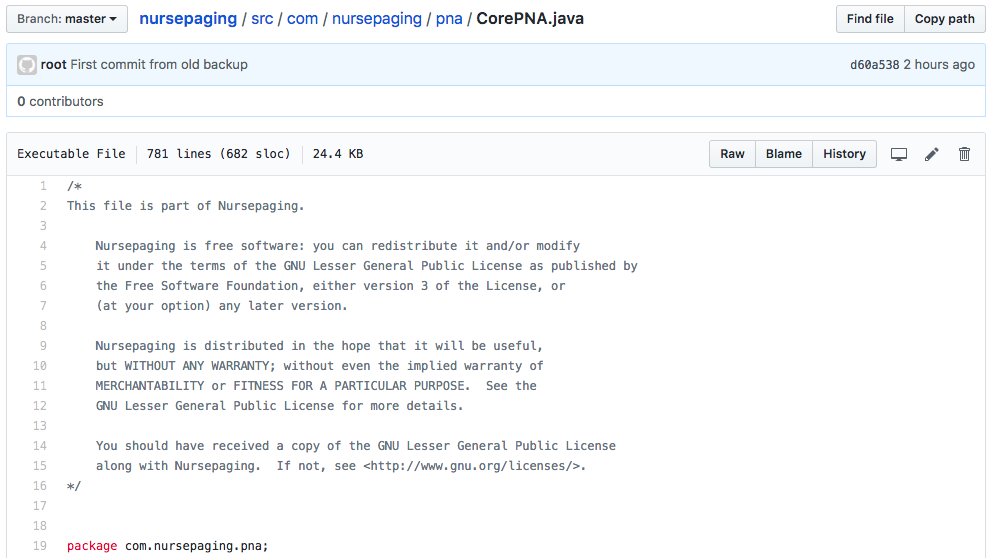 Branch: master nursepaging / src / com / nursepaging / pna / CorePNA.java Find file Copy path
root First commit from old backup d60a538 2 hours ago
0 contributors
Executable File 781 lines (682 sloc) 24.4 KB Raw Blame History
1 /*
2 This file is part of Nursepaging.
3
4 Nursepaging is free software: you can redistribute it and/or modify
5 it under the terms of the GNU Lesser General Public License as published by
6 the Free Software Foundation, either version 3 of the License, or
7 (at your option) any later version.
8
9 Nursepaging is distributed in the hope that it will be useful,
10 but WITHOUT ANY WARRANTY; without even the implied warranty of
11 MERCHANTABILITY or FITNESS FOR A PARTICULAR PURPOSE.  See the
12 GNU Lesser General Public License for more details.
13
14 You should have received a copy of the GNU Lesser General Public License
15 along with Nursepaging.  If not, see <http://www.gnu.org/licenses/>.
16 */
17
18
19 package com.nursepaging.pna;